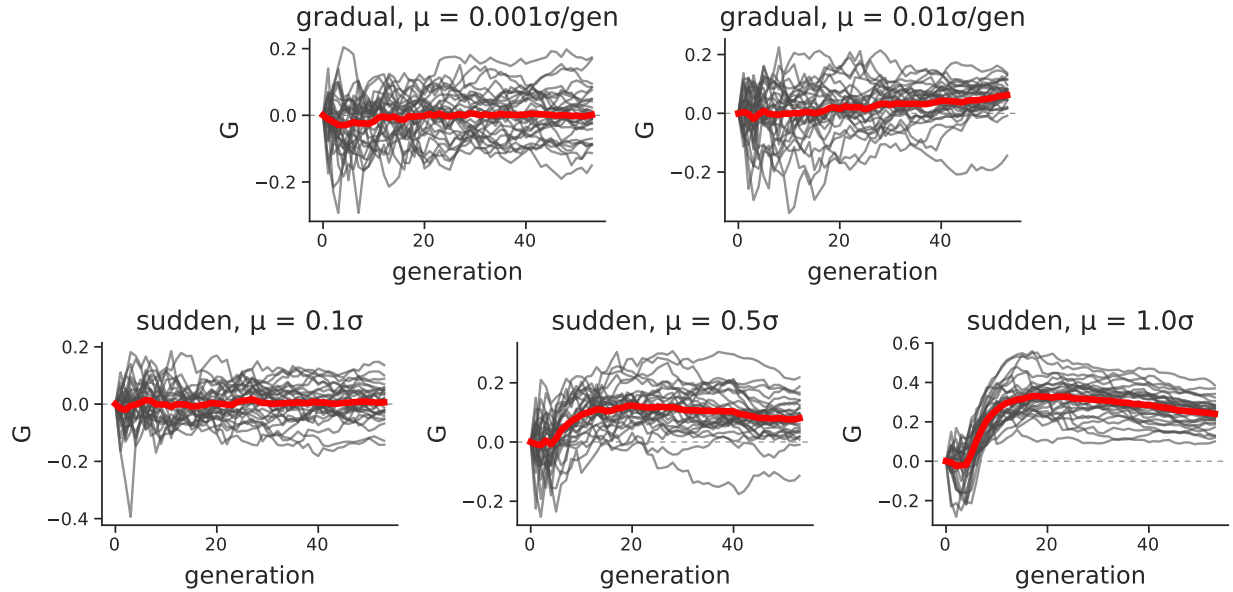 gradual, μ = 0.001σ/gen
gradual, μ = 0.01σ/gen
0.2
0.0
−0.2
G
0
20
40
generation
0.2
0.0
−0.2
G
0
20
40
generation
sudden, μ = 0.1σ
sudden, μ = 0.5σ
sudden, μ = 1.0σ
0.2
0.0
−0.2
−0.4
G
0
20
40
generation
0.2
0.0
−0.2
G
0
20
40
generation
0.6
0.4
0.2
0.0
−0.2
G
0
20
40
generation